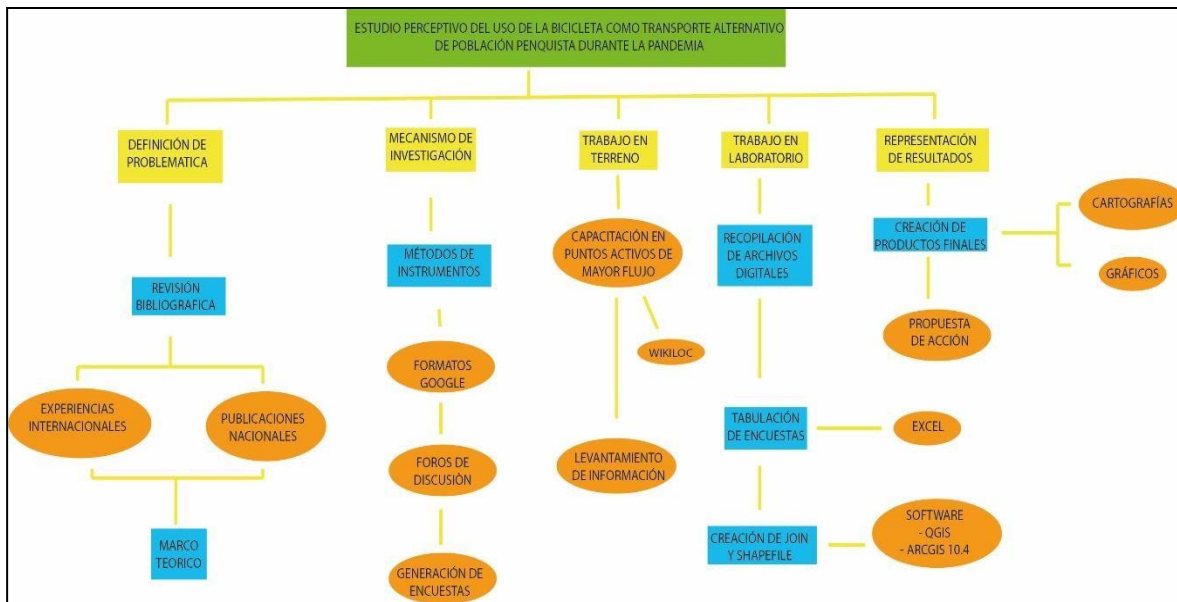 ESTUDIO PERCEPTIVO DEL USO DE LA BICICLETA COMO TRANSPORTE ALTERNATIVO
DE POBLACIÓN PENQUISTA DURANTE LA PANDEMIA
DEFINICIÓN DE
PROBLEMATICA
REVISIÓN
BIBLIOGRAFICA
EXPERIENCIAS
INTERNACIONALES
PUBLICACIONES
NACIONALES
MARCO
TEORICO
MECANISMO DE
INVESTIGACIÓN
MÉTODOS DE
INSTRUMENTOS
FORMATOS
GOOGLE
FOROS DE
DISCUSIÒN
GENERACIÓN DE
ENCUESTAS
TRABAJO EN
TERRENO
CAPACITACIÓN EN
PUNTOS ACTIVOS DE
MAYOR FLUJO
WIKILOC
LEVANTAMIENTO
DE INFORMACIÓN
TRABAJO EN
LABORATORIO
RECOPILACIÓN
DE ARCHIVOS
DIGITALES
TABULACIÓN
DE ENCUESTAS
EXCEL
CREACIÓN DE JOIN
Y SHAPEFILE
SOFTWARE
- QGIS
- ARCGIS 10.4
REPRESENTACIÓN
DE RESULTADOS
CREACIÓN DE
PRODUCTOS FINALES
CARTOGRAFÍAS
GRÁFICOS
PROPUESTA
DE ACCIÓN